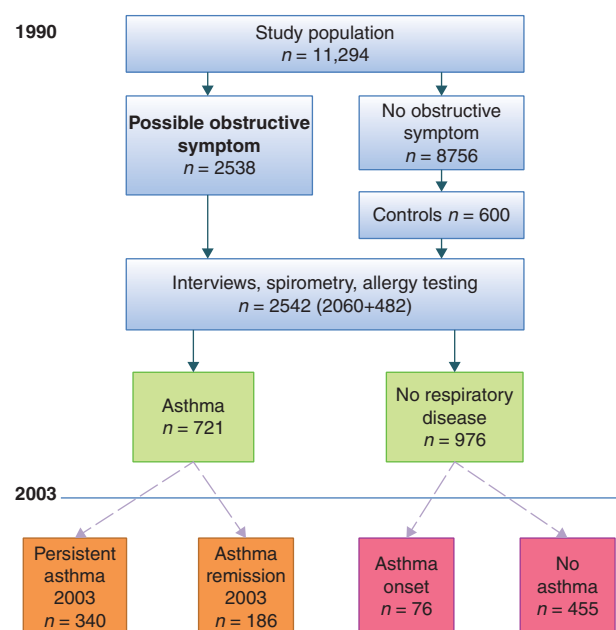 1990
Study population
n = 11,294
Possible obstructive
symptom
n = 2538
No obstructive
symptom
n = 8756
Controls n = 600
Interviews, spirometry, allergy testing
n = 2542 (2060+482)
Asthma
n = 721
No respiratory
disease
n = 976
2003
Persistent
asthma
2003
n = 340
Asthma
remission
2003
n = 186
Asthma
onset
n = 76
No
asthma
n = 455